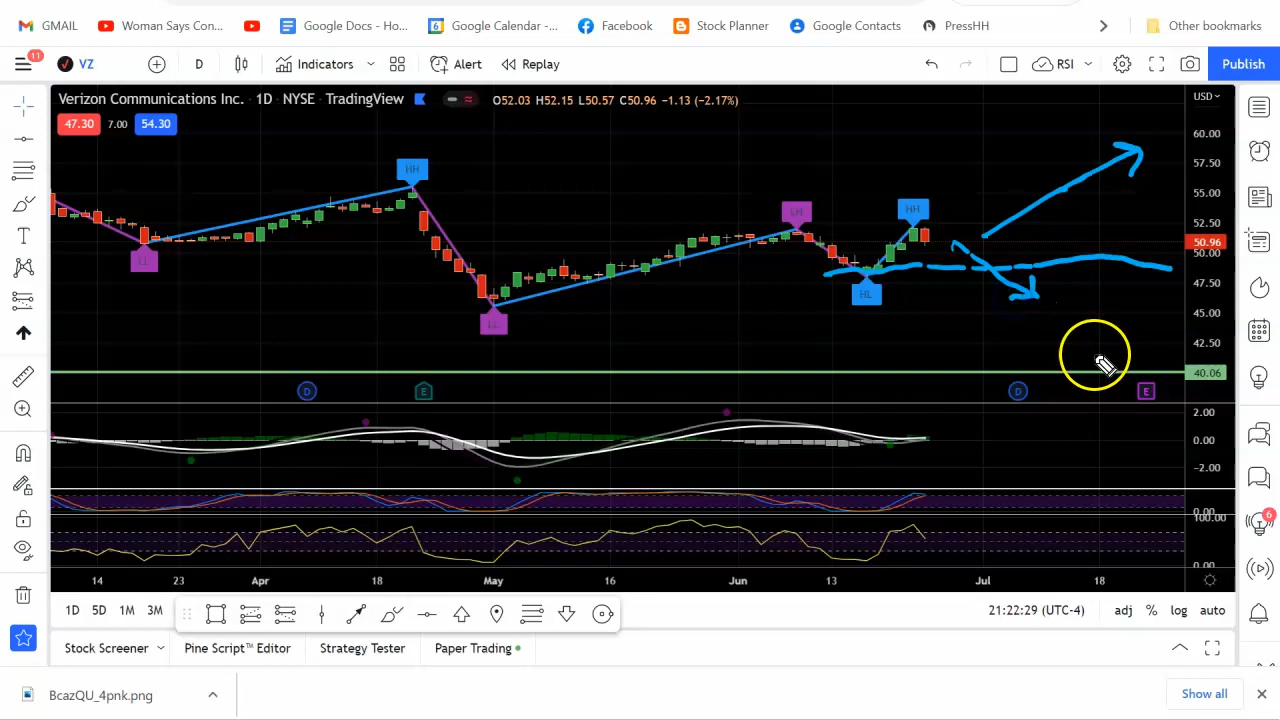 GMAIL Woman Says Con... Google Docs - Ho... Google Calendar -... Facebook Stock Planner Google Contacts PressHH Other bookmarks
11 VZ D Indicators Alert Replay RSI Publish
Verizon Communications Inc. · 1D · NYSE · TradingView O52.03 H52.15 L50.57 C50.96 −1.13 (−2.17%) USD
47.30 7.00 54.30
60.00
57.50
HH
55.00
LH HH
52.50
50.96
50.00
LL
47.50
HL
45.00
LL
42.50
40.06
D E D E
2.00
0.00
−2.00
0.00
100.00
0.00
14 23 Apr 18 May 16 Jun 13 Jul 18
6
1D 5D 1M 3M 21:22:29 (UTC-4) adj % log auto
Stock Screener Pine Script™ Editor Strategy Tester Paper Trading
BcazQU_4pnk.png Show all